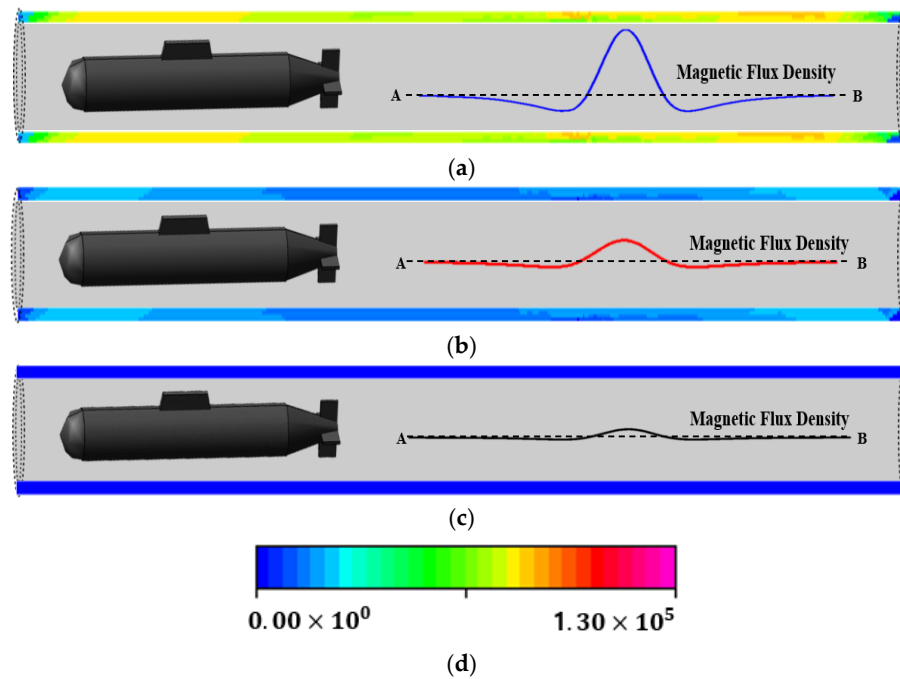 Magnetic Flux Density
A B
(a)
Magnetic Flux Density
A B
(b)
Magnetic Flux Density
A B
(c)
0.00 × 10⁰ 1.30 × 10⁵
(d)